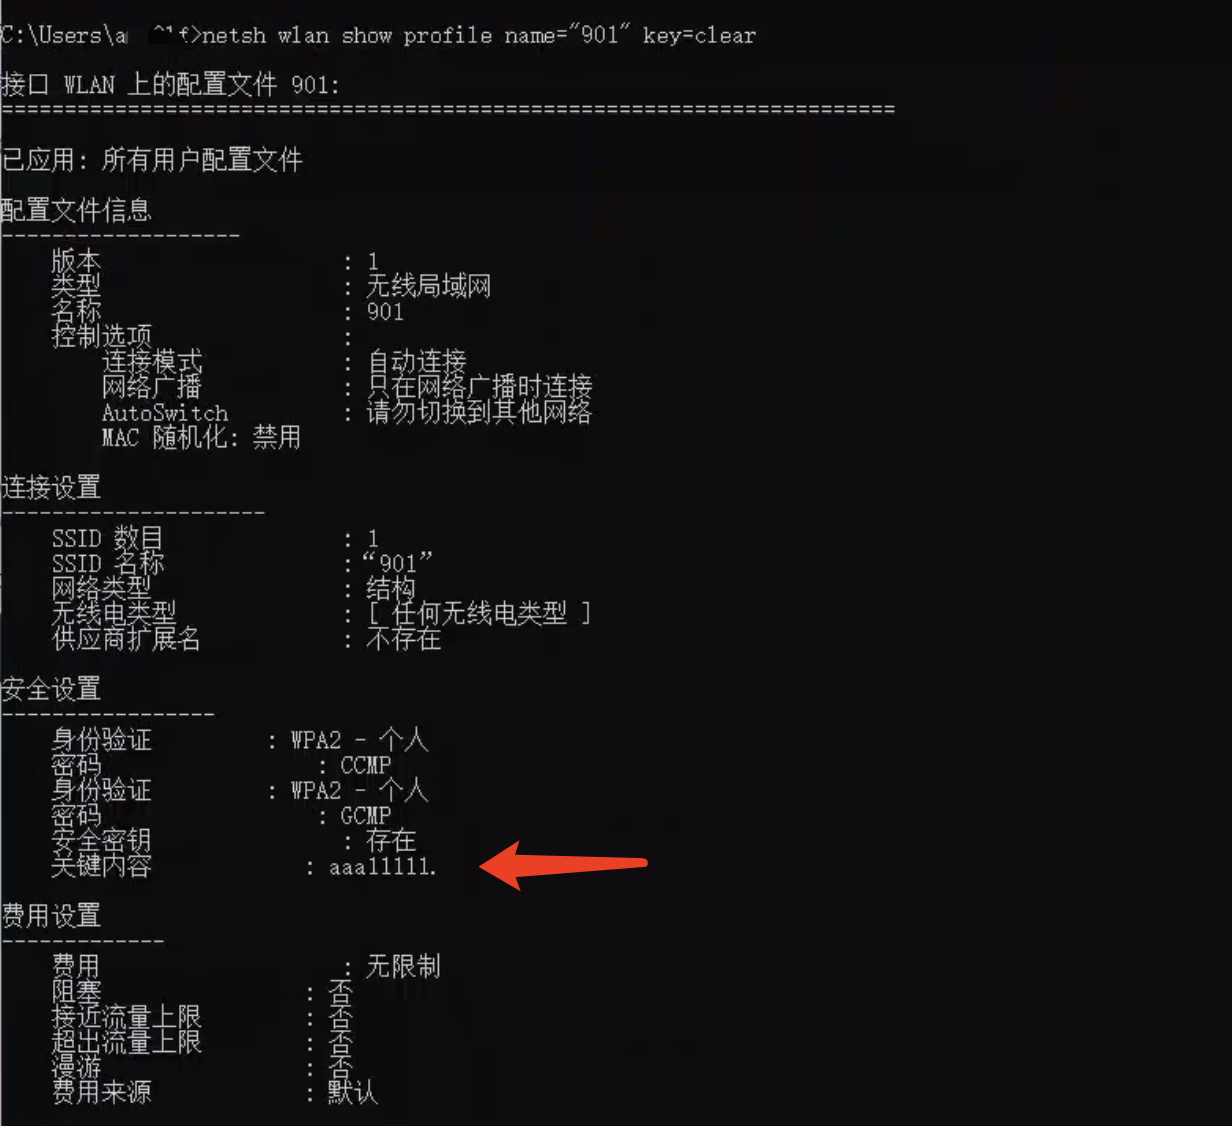 C:\Users\a >netsh wlan show profile name="901" key=clear
接口 WLAN 上的配置文件 901:
=======================================================================
已应用: 所有用户配置文件
配置文件信息
-------------------
版本 : 1
类型 : 无线局域网
名称 : 901
控制选项 :
连接模式 : 自动连接
网络广播 : 只在网络广播时连接
AutoSwitch : 请勿切换到其他网络
MAC 随机化: 禁用
连接设置
---------------------
SSID 数目 : 1
SSID 名称 :“901”
网络类型 : 结构
无线电类型 : [ 任何无线电类型 ]
供应商扩展名 : 不存在
安全设置
-----------------
身份验证 : WPA2 - 个人
密码 : CCMP
身份验证 : WPA2 - 个人
密码 : GCMP
安全密钥 : 存在
关键内容 : aaa11111.
费用设置
-------------
费用 : 无限制
阻塞 : 否
接近流量上限 : 否
超出流量上限 : 否
漫游 : 否
费用来源 : 默认